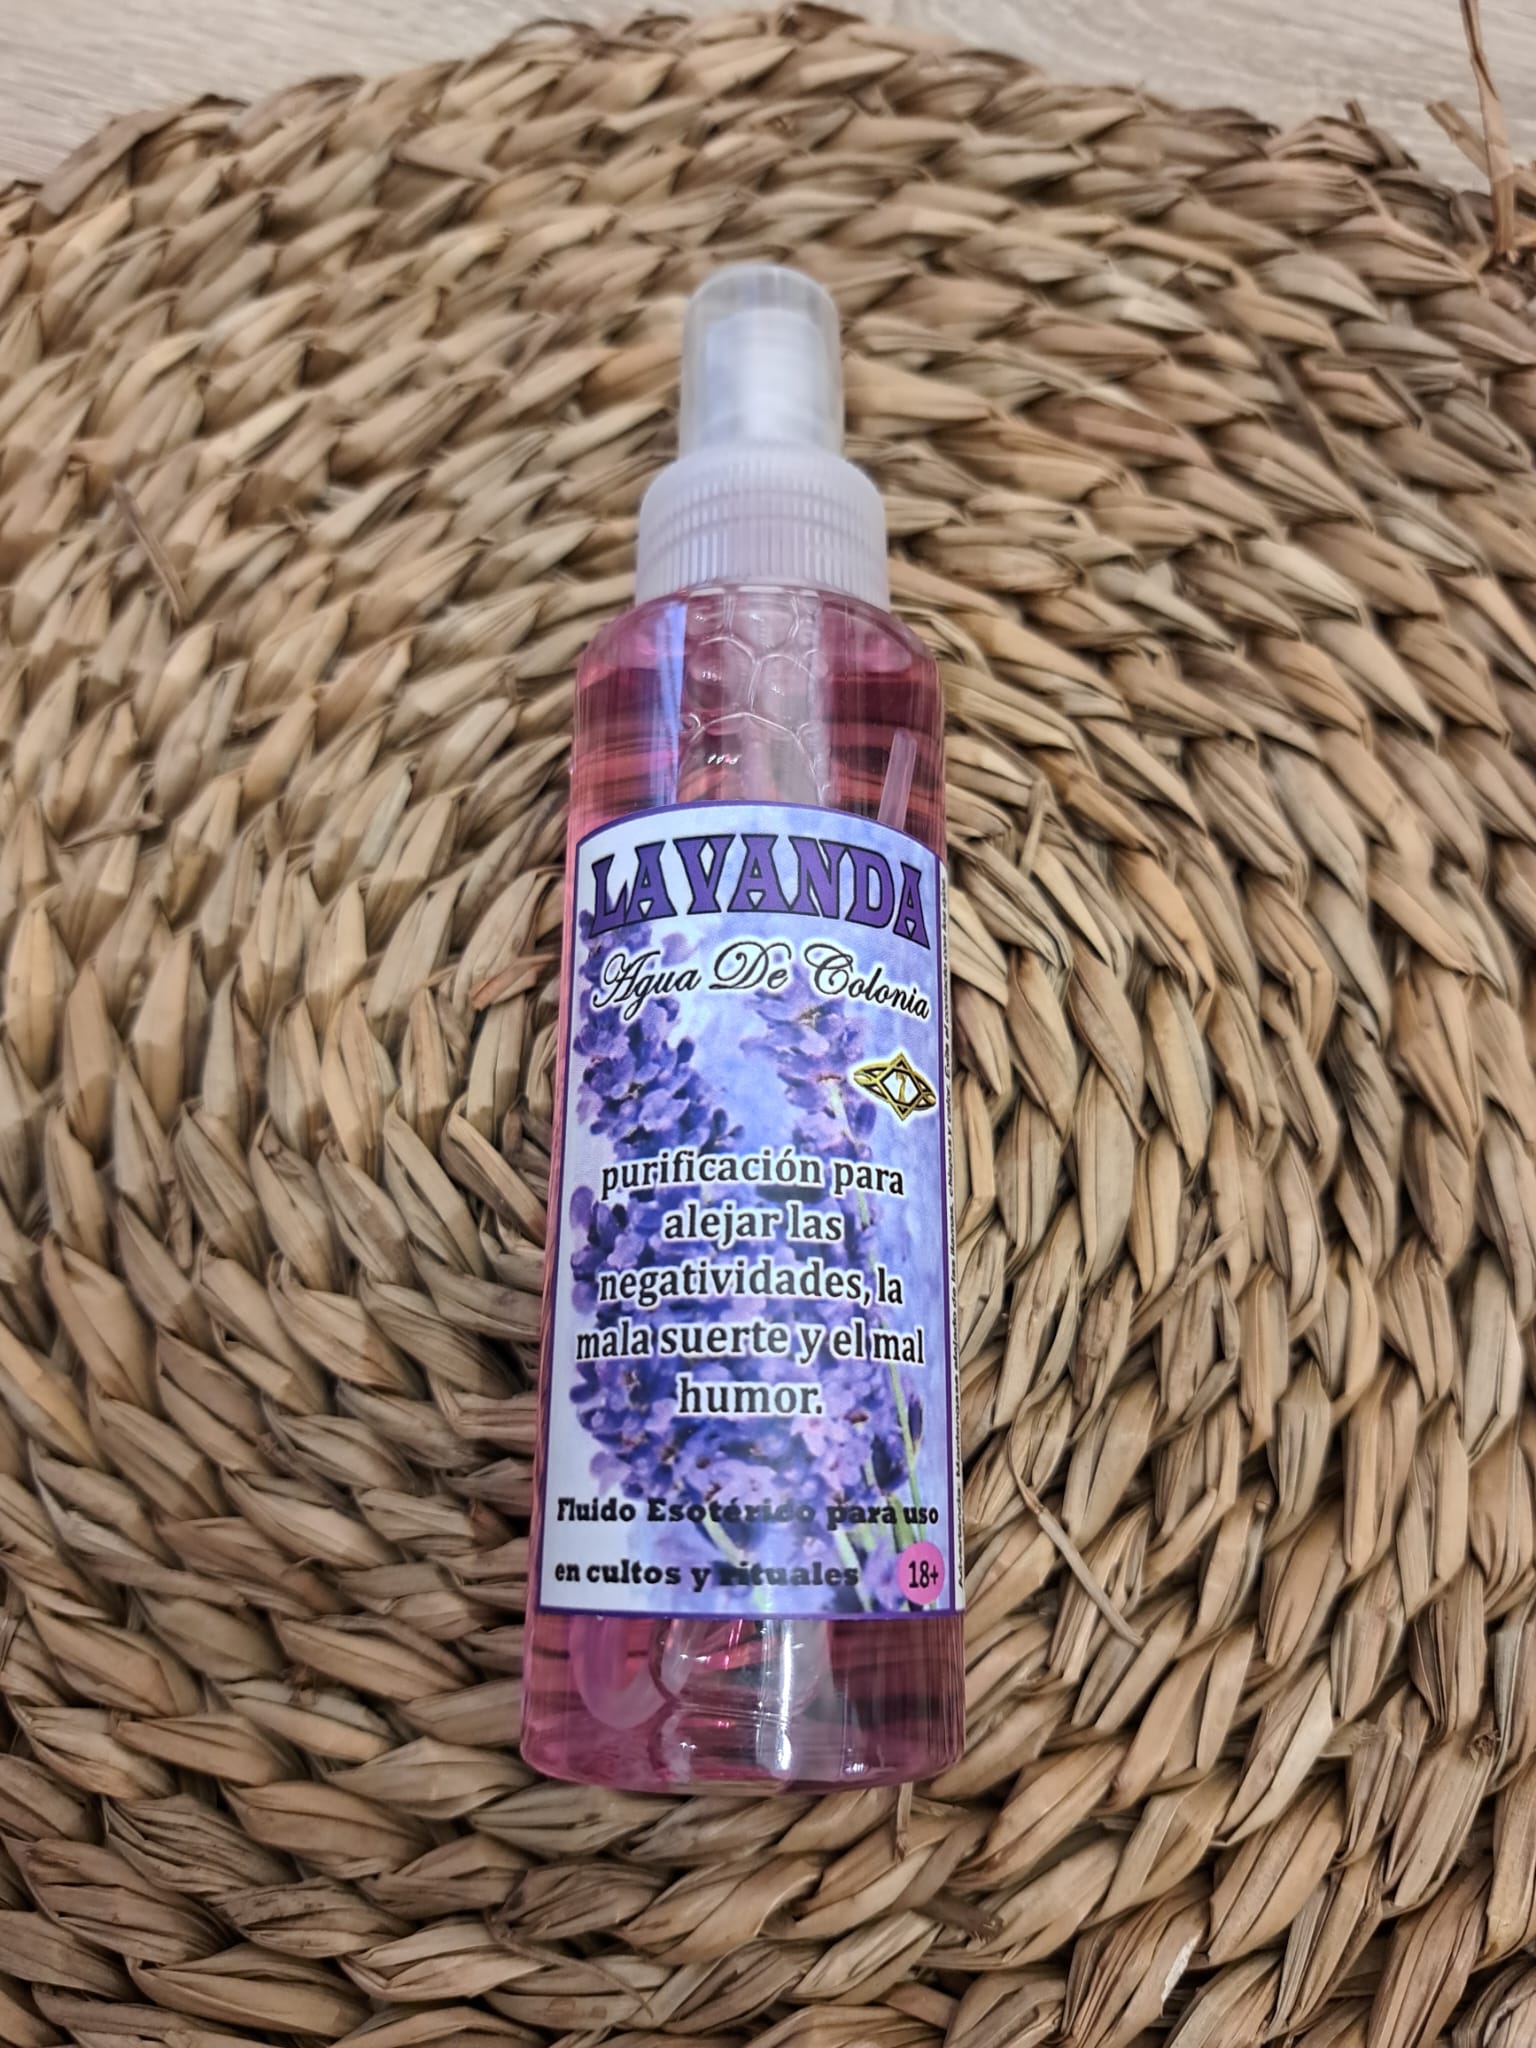 LAVANDA
Agua De Colonia
purificación para
alejar las
negatividades, la
mala suerte y el mal
humor.
Fluido Esotérido para uso
en cultos y rituales
18+